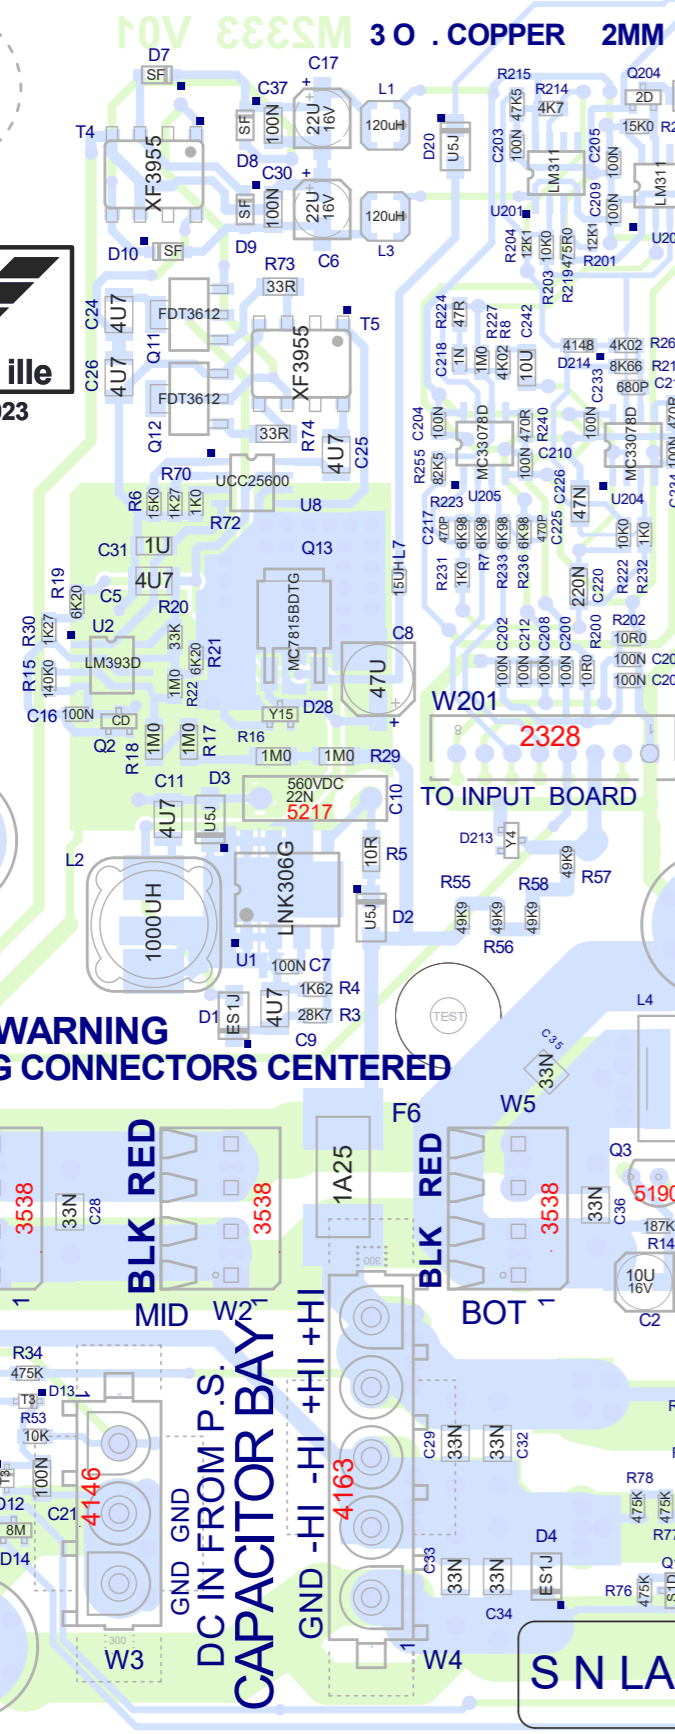 M2333 V01
3 O . COPPER 2MM
D7
SF
C17
C37
L1
R215
R214
Q204
47K5
4K7
2D
15K0
T4
XF3955
SF
100N
22U
16V
120uH
D20
U5J
C203
100N
LM311
C205
100N
LM311
D8
C30
SF
100N
22U
16V
120uH
C209
100N
U201
D10
SF
D9
C6
L3
R204
12K1
10K0
R203
475R0
R219
12K1
R201
R73
33R
C24
4U7
FDT3612
Q11
T5
XF3955
R224
47R
R227
R8
C242
C218
1N
1M0
4K02
10U
4148
4K02
D214
8K66
680P
ille
C26
4U7
FDT3612
Q12
33R
R74
4U7
C25
C204
100N
MC33078D
470R
R240
C233
100N
MC33078D
470R
R255
82K5
100N
C210
R70
UCC25600
R223
U205
C226
47N
U204
R6
15K0
1K27
1K0
R72
U8
C217
470P
6K98
6K98
6K98
470P
C225
10K0
1K0
C31
1U
Q13
R231
1K0
R7
R233
R236
220N
C220
R222
R232
4U7
C5
R19
6K20
MC7815BDTG
15UH
L7
R20
R30
1K27
U2
LM393D
33K
6K20
R21
C8
47U
C202
C212
C208
C200
R200
R202
10R0
R15
140K0
1M0
R22
100N
100N
100N
100N
10R0
100N
100N
C16
100N
CD
Q2
Y15
D28
W201
8
1
2328
R18
1M0
1M0
R17
R16
1M0
1M0
R29
TO INPUT BOARD
C11
4U7
D3
U5J
560VDC
22N
5217
C10
D213
Y4
49K9
R57
L2
1000UH
LNK306G
10R
R5
U5J
D2
R55
R58
49K9
49K9
49K9
R56
U1
100N
C7
1K62
R4
28K7
R3
D1
ES1J
4U7
C9
TEST
L4
WARNING
G CONNECTORS CENTERED
C35
33N
F6
W5
1A25
Q3
5190
3538
33N
C28
BLK RED
3538
BLK RED
3538
33N
C36
187K
R14
300
10U
16V
C2
1
MID
W2
1
BOT
1
R34
475K
D13
T3
R53
10K
T3
100N
C21
8M
D14
1
4146
GND GND
DC IN FROM P.S.
CAPACITOR BAY
GND -HI -HI +HI +HI
4163
C29
33N
33N
C32
R78
475K
475K
C33
33N
33N
C34
D4
ES1J
R76
475K
300
W3
1
W4
S N LA